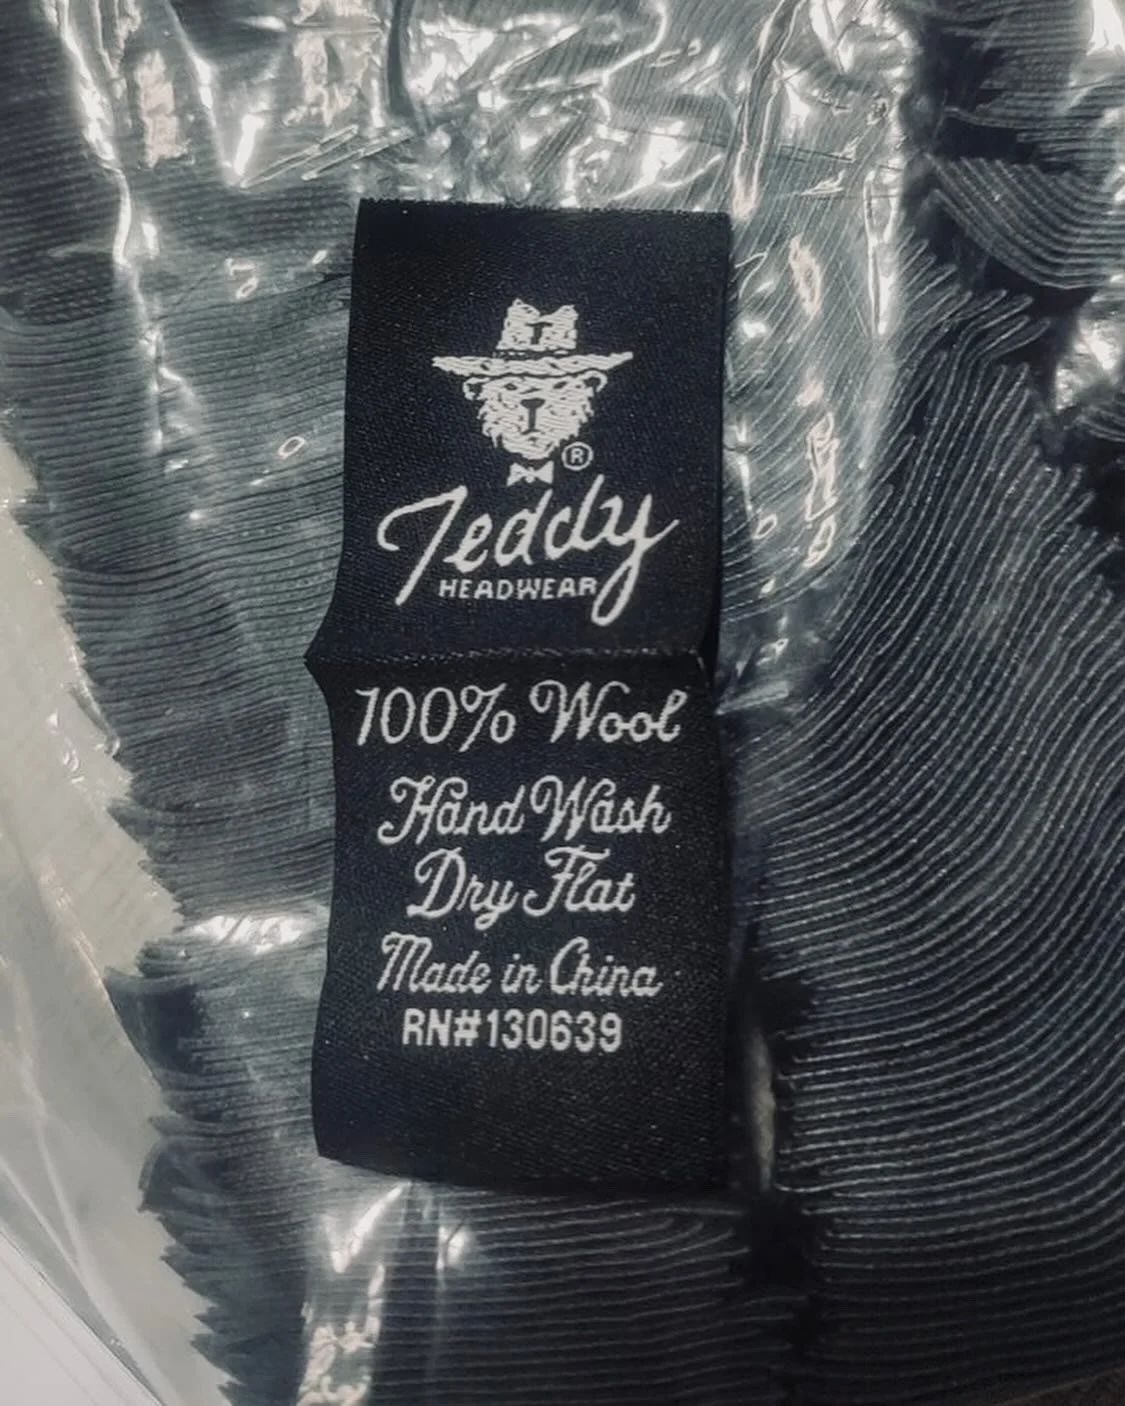 T
®
Teddy
HEADWEAR
100% Wool
Hand Wash
Dry Flat
Made in China
RN#130639